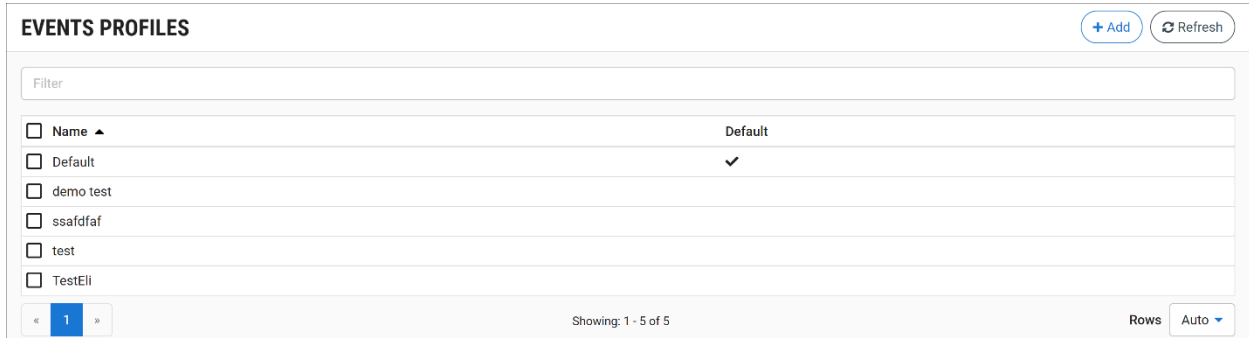 EVENTS PROFILES
+ Add Refresh
Filter
Name Default
Default
demo test
ssafdfaf
test
TestEli
« 1 » Showing: 1 - 5 of 5 Rows Auto